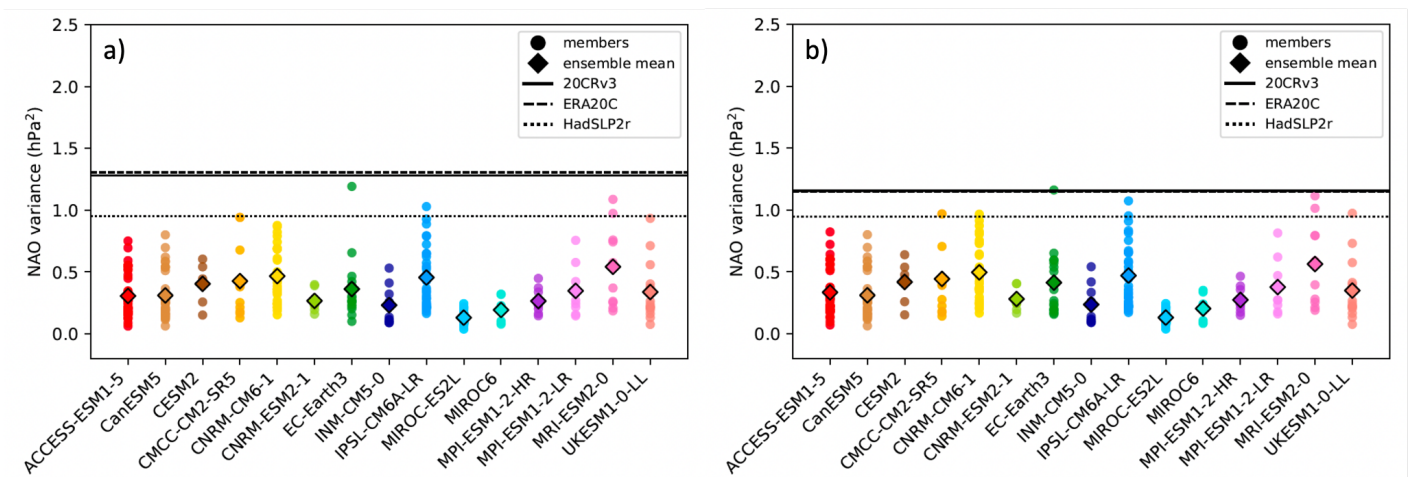 a)
2.5
2.0
1.5
1.0
0.5
0.0
NAO variance (hPa²)
members
ensemble mean
20CRv3
ERA20C
HadSLP2r
ACCESS-ESM1-5
CanESM5
CESM2
CMCC-CM2-SR5
CNRM-CM6-1
CNRM-ESM2-1
EC-Earth3
INM-CM5-0
IPSL-CM6A-LR
MIROC-ES2L
MIROC6
MPI-ESM1-2-HR
MPI-ESM1-2-LR
MRI-ESM2-0
UKESM1-0-LL
b)
2.5
2.0
1.5
1.0
0.5
0.0
NAO variance (hPa²)
members
ensemble mean
20CRv3
ERA20C
HadSLP2r
ACCESS-ESM1-5
CanESM5
CESM2
CMCC-CM2-SR5
CNRM-CM6-1
CNRM-ESM2-1
EC-Earth3
INM-CM5-0
IPSL-CM6A-LR
MIROC-ES2L
MIROC6
MPI-ESM1-2-HR
MPI-ESM1-2-LR
MRI-ESM2-0
UKESM1-0-LL